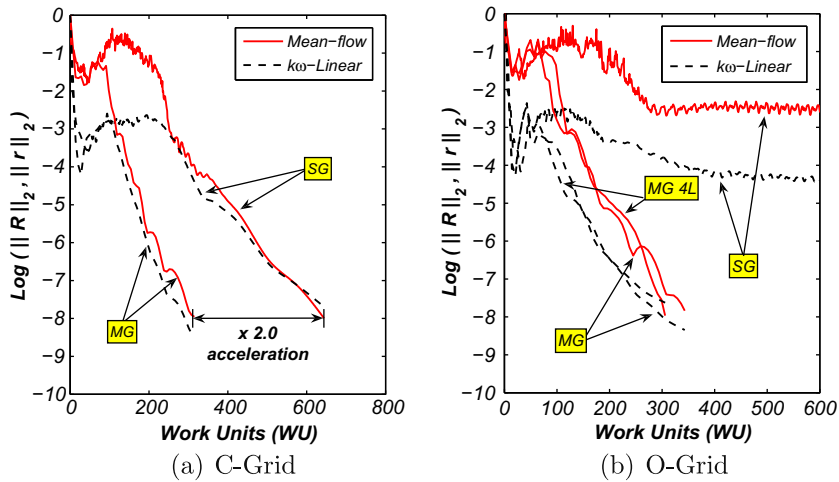 Log ( || R || 2 , || r || 2 )
0
−1
−2
−3
−4
−5
−6
−7
−8
−9
−10
Mean−flow
kω−Linear
SG
MG
x 2.0
acceleration
0 200 400 600 800
Work Units (WU)
(a) C-Grid
Log ( || R || 2 , || r || 2 )
0
−1
−2
−3
−4
−5
−6
−7
−8
−9
−10
Mean−flow
kω−Linear
MG 4L
SG
MG
0 100 200 300 400 500 600
Work Units (WU)
(b) O-Grid